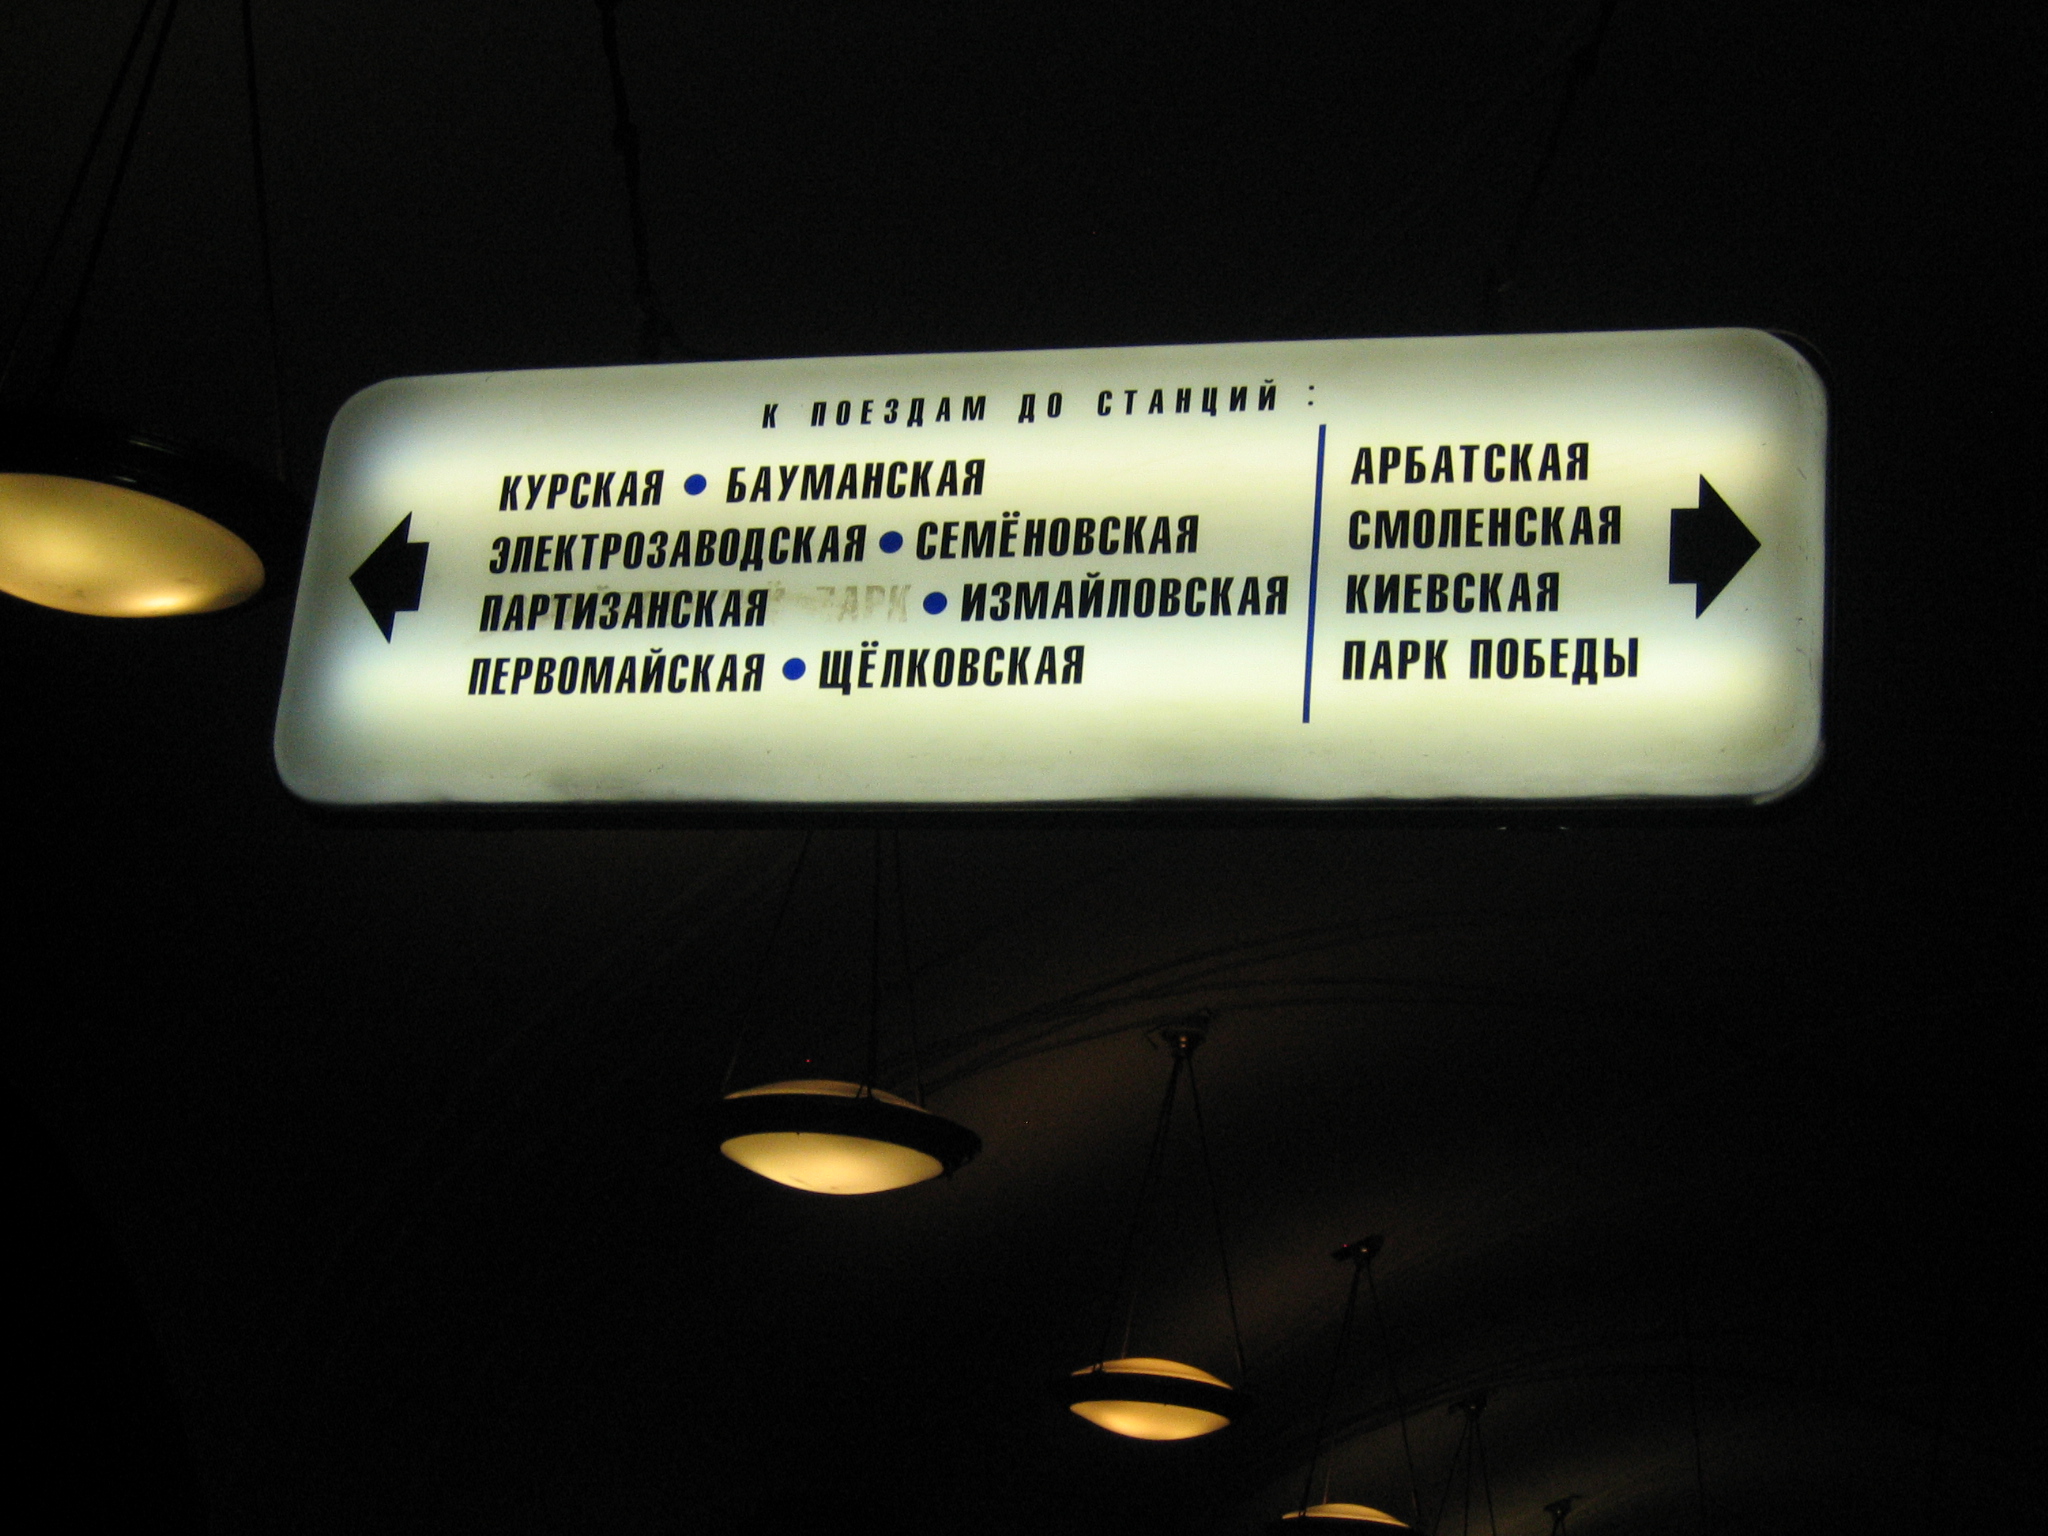 К ПОЕЗДАМ ДО СТАНЦИЙ :
КУРСКАЯ • БАУМАНСКАЯ
ЭЛЕКТРОЗАВОДСКАЯ • СЕМЁНОВСКАЯ
ПАРТИЗАНСКАЯ • ИЗМАЙЛОВСКАЯ
ПЕРВОМАЙСКАЯ • ЩЁЛКОВСКАЯ
АРБАТСКАЯ
СМОЛЕНСКАЯ
КИЕВСКАЯ
ПАРК ПОБЕДЫ